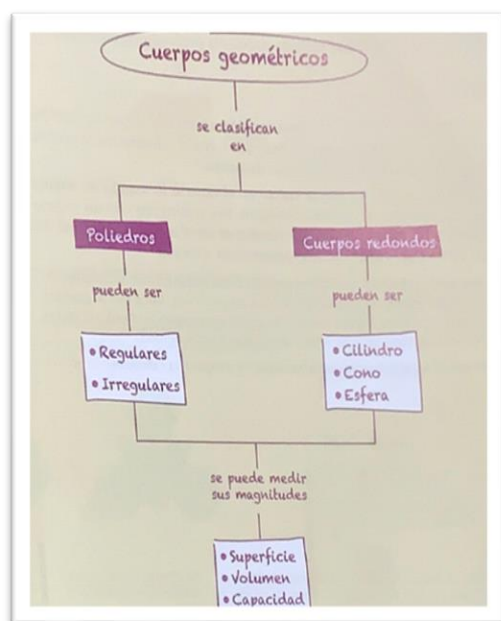 Cuerpos geométricos
se clasifican
en
Poliedros
Cuerpos redondos
pueden ser
pueden ser
• Regulares
• Irregulares
• Cilindro
• Cono
• Esfera
se puede medir
sus magnitudes
• Superficie
• Volumen
• Capacidad